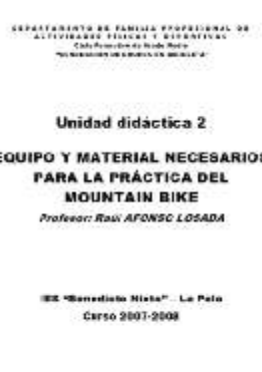 DEPARTAMENTO DE FAMILIA PROFESIONAL DE
ACTIVIDADES FÍSICAS Y DEPORTIVAS
Ciclo Formativo de Grado Medio
Unidad didáctica 2
EQUIPO Y MATERIAL NECESARIOS
PARA LA PRÁCTICA DEL
MOUNTAIN BIKE
Profesor: Raúl AFONSO LOSADA
IES "Benedicto Nieto" – La Pola
Curso 2007-2008